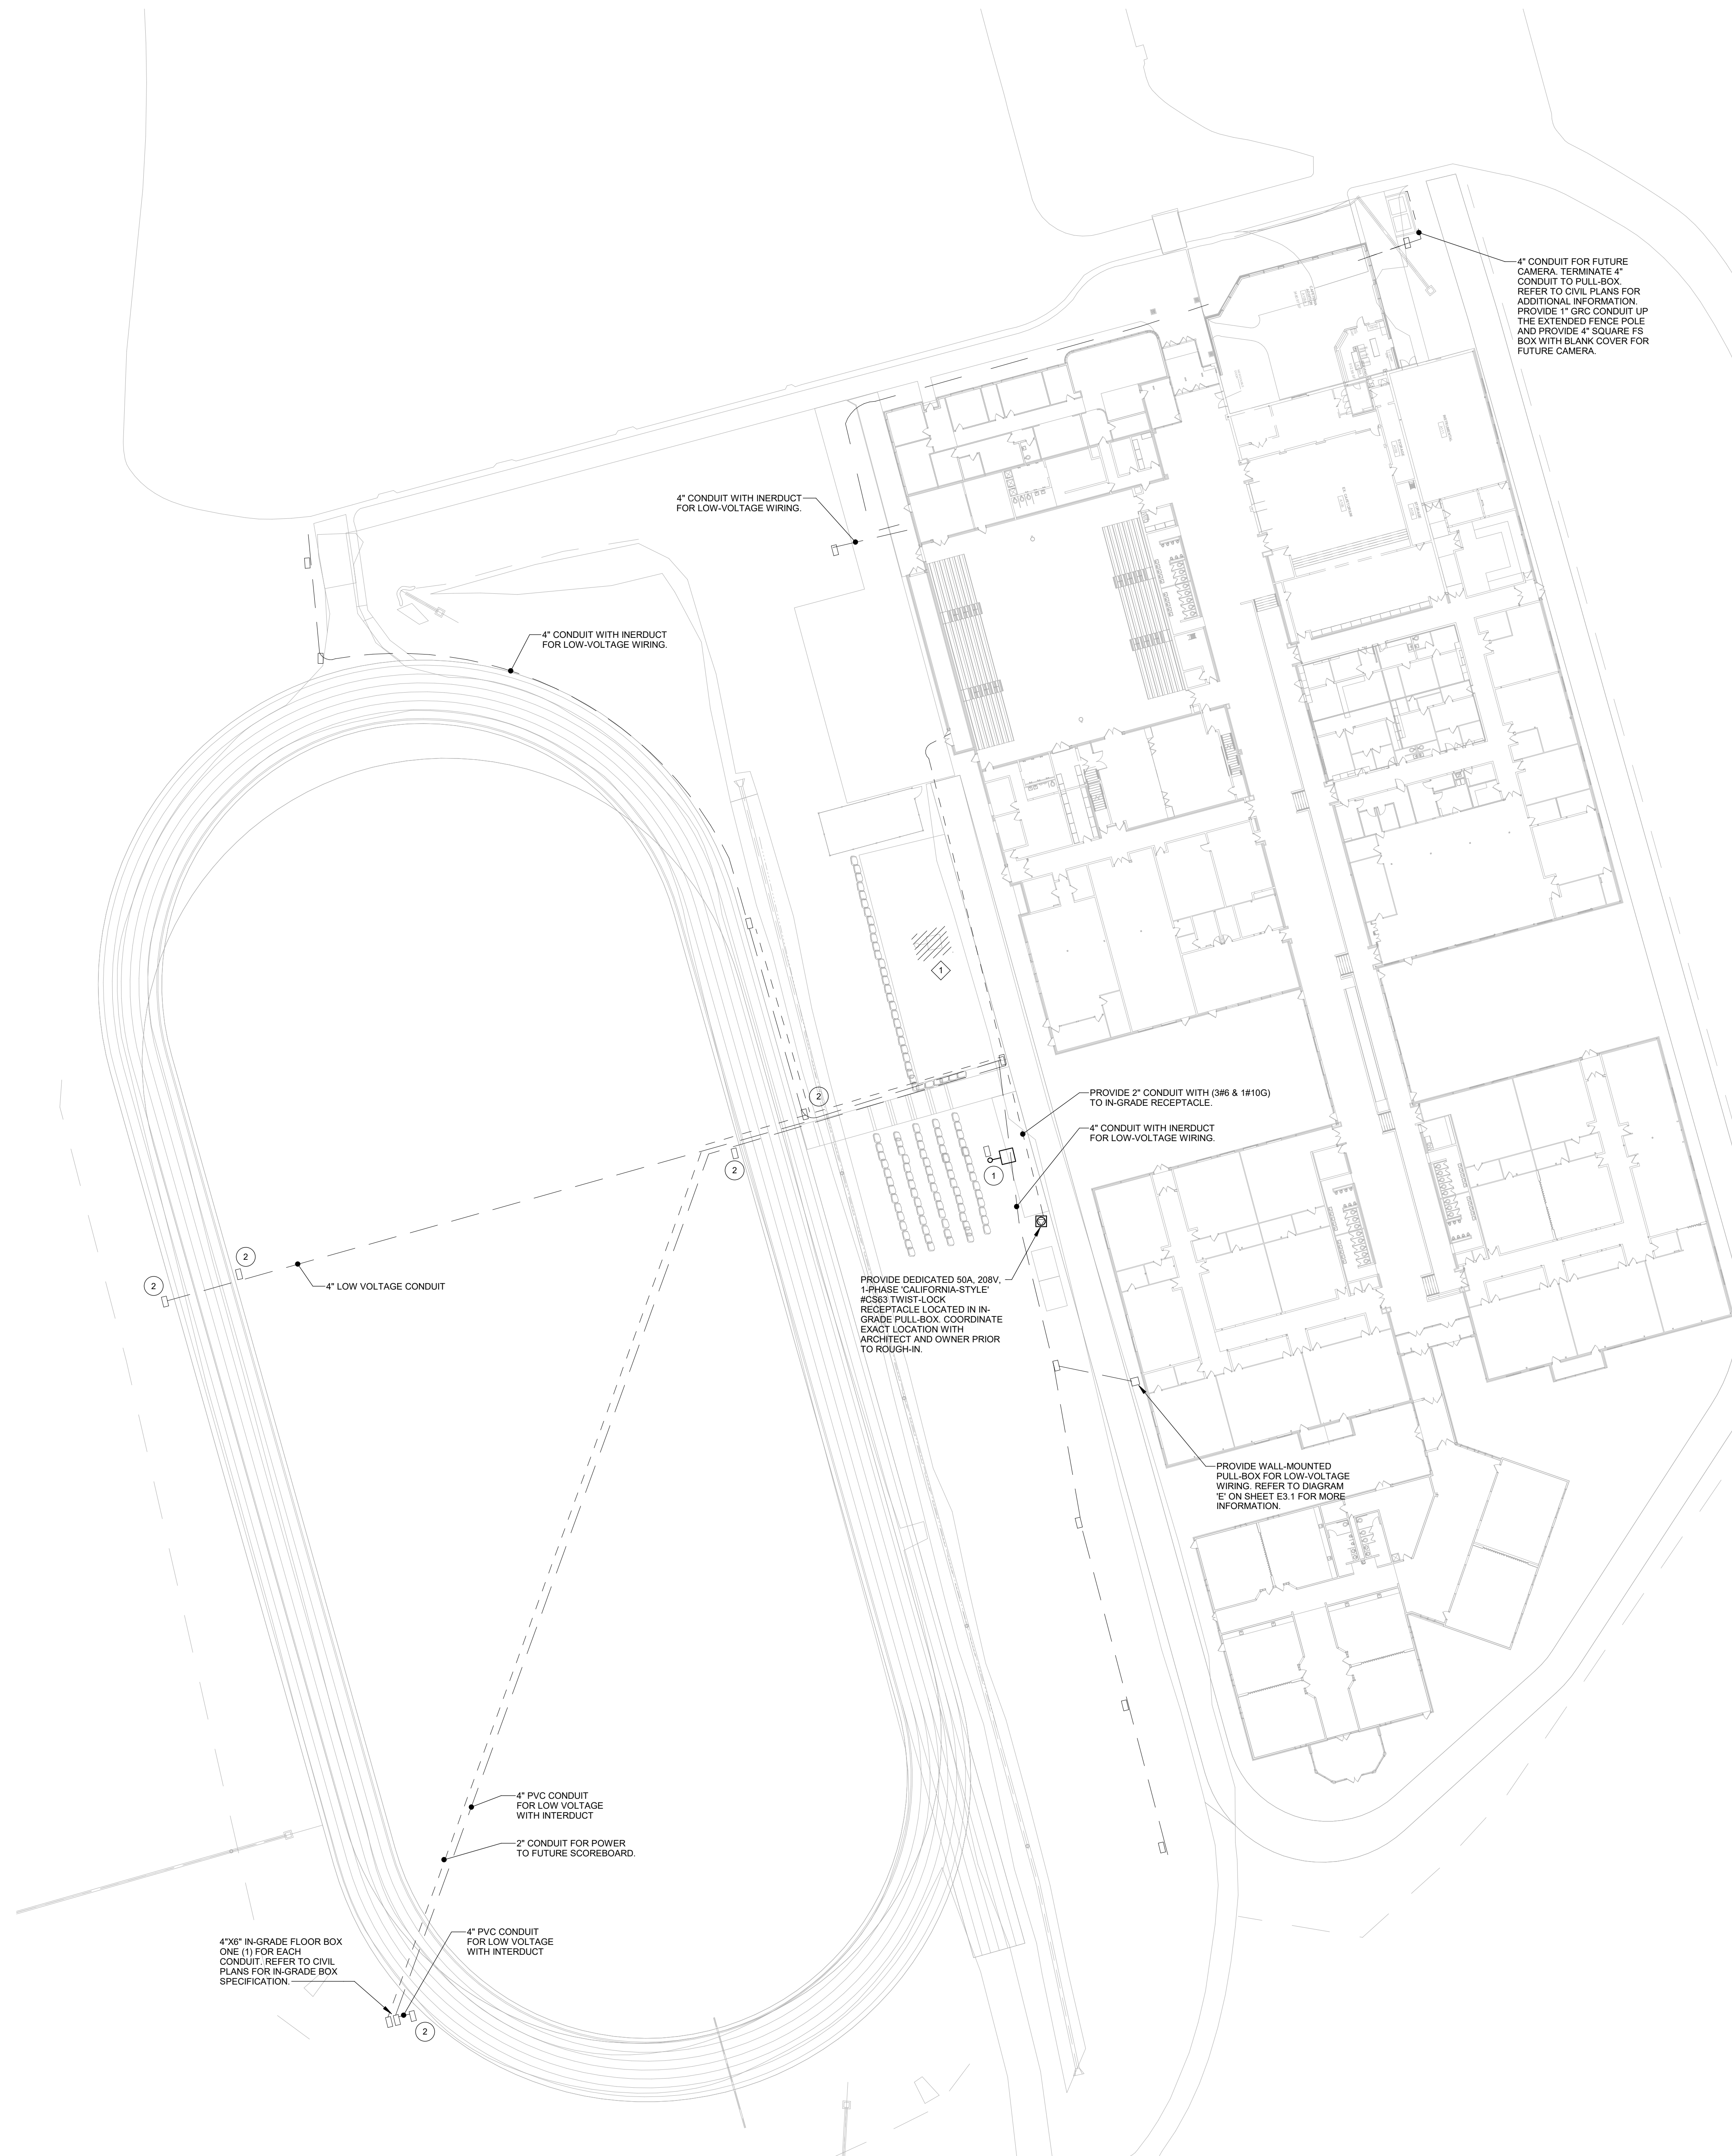 4" CONDUIT FOR FUTURE
CAMERA. TERMINATE 4"
CONDUIT TO PULL-BOX.
REFER TO CIVIL PLANS FOR
ADDITIONAL INFORMATION.
PROVIDE 1" GRC CONDUIT UP
THE EXTENDED FENCE POLE
AND PROVIDE 4" SQUARE FS
BOX WITH BLANK COVER FOR
FUTURE CAMERA.
4" CONDUIT WITH INERDUCT
FOR LOW-VOLTAGE WIRING.
4" CONDUIT WITH INERDUCT
FOR LOW-VOLTAGE WIRING.
1
2
PROVIDE 2" CONDUIT WITH (3#6 & 1#10G)
TO IN-GRADE RECEPTACLE.
4" CONDUIT WITH INERDUCT
FOR LOW-VOLTAGE WIRING.
2
1
2
2
4" LOW VOLTAGE CONDUIT
PROVIDE DEDICATED 50A, 208V,
1-PHASE 'CALIFORNIA-STYLE'
#CS63 TWIST-LOCK
RECEPTACLE LOCATED IN IN-
GRADE PULL-BOX. COORDINATE
EXACT LOCATION WITH
ARCHITECT AND OWNER PRIOR
TO ROUGH-IN.
PROVIDE WALL-MOUNTED
PULL-BOX FOR LOW-VOLTAGE
WIRING. REFER TO DIAGRAM
'E' ON SHEET E3.1 FOR MORE
INFORMATION.
4" PVC CONDUIT
FOR LOW VOLTAGE
WITH INTERDUCT
2" CONDUIT FOR POWER
TO FUTURE SCOREBOARD.
4" PVC CONDUIT
FOR LOW VOLTAGE
WITH INTERDUCT
4"X6" IN-GRADE FLOOR BOX
ONE (1) FOR EACH
CONDUIT. REFER TO CIVIL
PLANS FOR IN-GRADE BOX
SPECIFICATION.
2